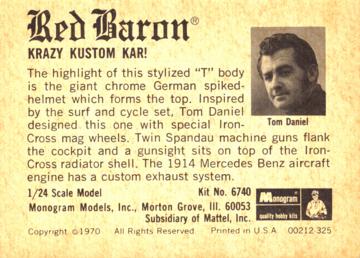 Red Baron®
KRAZY KUSTOM KAR!
The highlight of this stylized "T" body
is the giant chrome German spiked-
helmet which forms the top. Inspired
by the surf and cycle set, Tom Daniel
designed this one with special Iron-
Cross mag wheels. Twin Spandau machine guns flank
the cockpit and a gunsight sits on top of the Iron-
Cross radiator shell. The 1914 Mercedes Benz aircraft
engine has a custom exhaust system.
Tom Daniel
1/24 Scale Model Kit No. 6740
Monogram Models, Inc., Morton Grove, Ill. 60053
Subsidiary of Mattel, Inc.
Monogram
quality hobby kits
Copyright ©1970 All Rights Reserved Printed in U.S.A. 00212-325